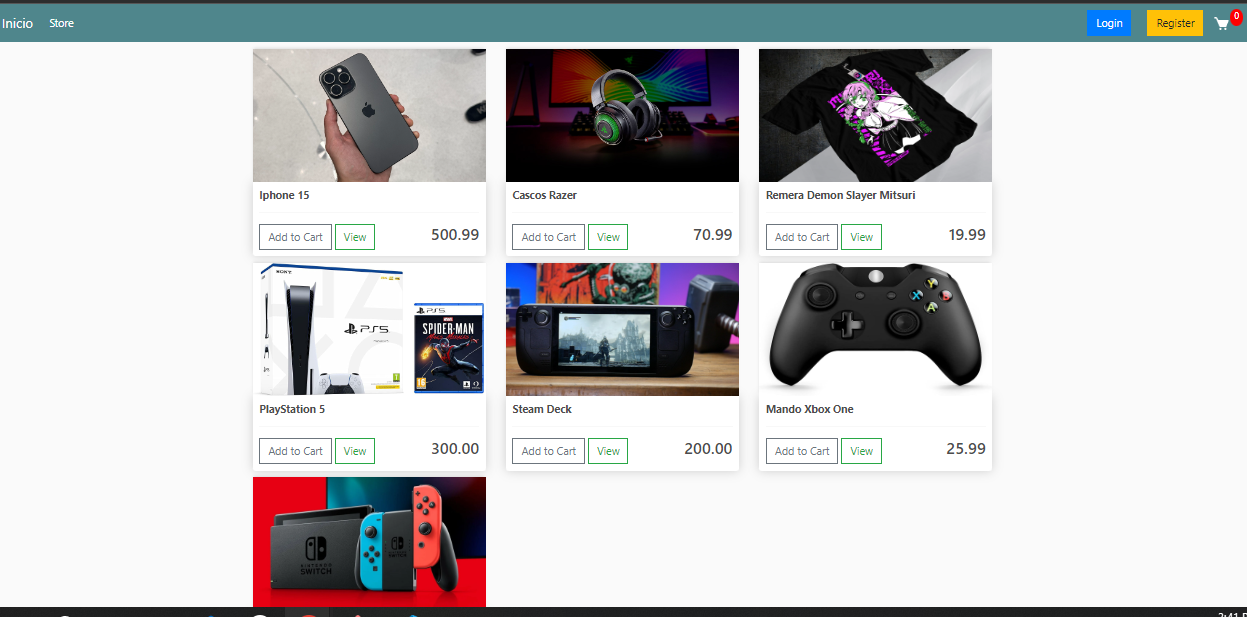 Inicio Store Login Register 0
Iphone 15
Add to Cart View 500.99
Cascos Razer
Add to Cart View 70.99
Remera Demon Slayer Mitsuri
Add to Cart View 19.99
SONY
PS5
PS5
MARVEL
SPIDER-MAN
PlayStation 5
Add to Cart View 300.00
Steam Deck
Add to Cart View 200.00
Y
X
B
A
Mando Xbox One
Add to Cart View 25.99
NINTENDO
SWITCH